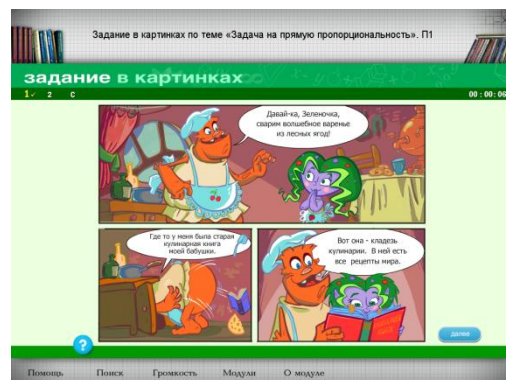 Задание в картинках по теме «Задача на прямую пропорциональность». П1
задание в картинках
1✓ 2 С
00:00:06
Давай-ка, Зеленочка,
сварим волшебное варенье
из лесных ягод!
Где то у меня была старая
кулинарная книга
моей бабушки.
Вот она - кладезь
кулинарии. В ней есть
все рецепты мира.
далее
?
Помощь Поиск Громкость Модули О модуле